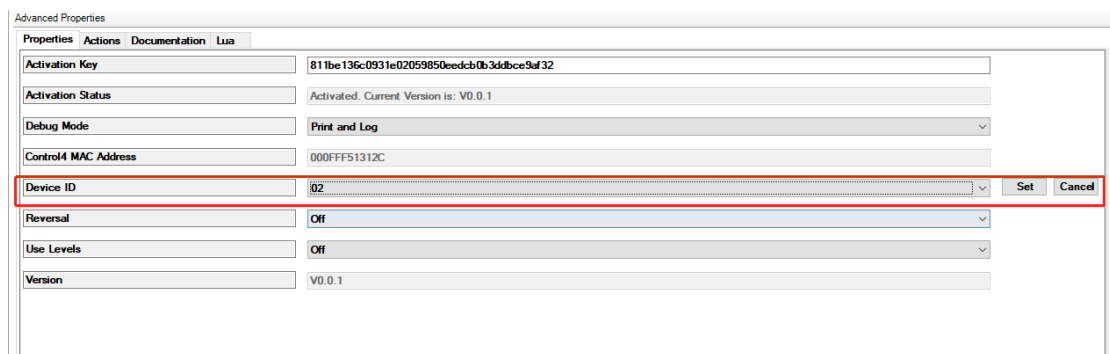 Advanced Properties
Properties Actions Documentation Lua
Activation Key 811be136c0931e02059850eedcb0b3ddbce9af32
Activation Status Activated. Current Version is: V0.0.1
Debug Mode Print and Log
Control4 MAC Address 000FFF51312C
Device ID 02 Set Cancel
Reversal Off
Use Levels Off
Version V0.0.1